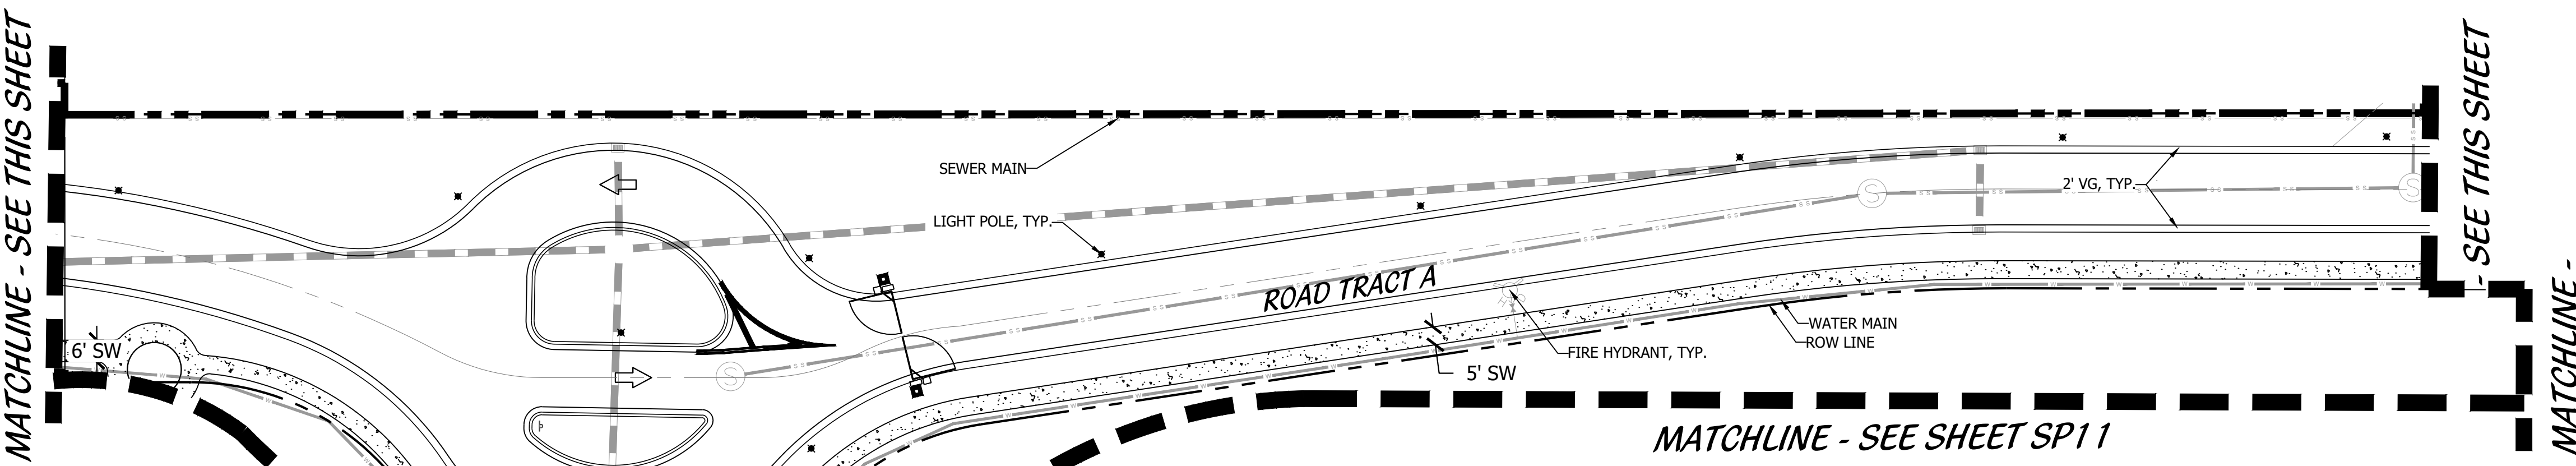 MATCHLINE - SEE THIS SHEET
SEWER MAIN
LIGHT POLE, TYP.
2' VG, TYP.
ROAD TRACT A
6' SW
WATER MAIN
ROW LINE
FIRE HYDRANT, TYP.
5' SW
MATCHLINE - SEE SHEET SP11
- SEE THIS SHEET
MATCHLINE -
S
S
S